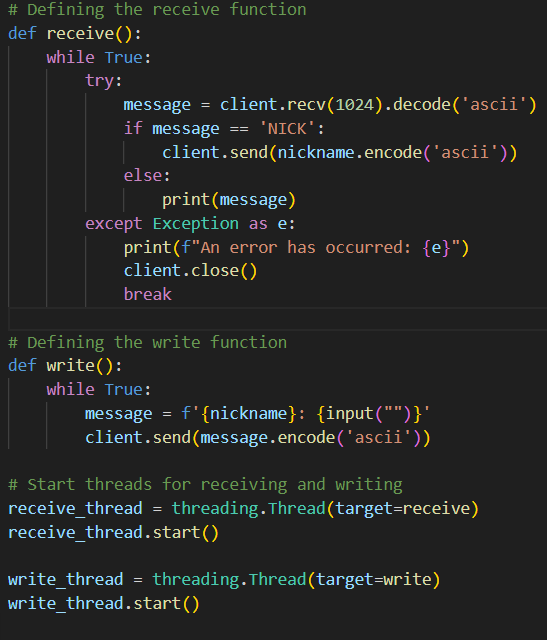 # Defining the receive function
def receive():
    while True:
        try:
            message = client.recv(1024).decode('ascii')
            if message == 'NICK':
                client.send(nickname.encode('ascii'))
            else:
                print(message)
        except Exception as e:
            print(f"An error has occurred: {e}")
            client.close()
            break

# Defining the write function
def write():
    while True:
        message = f'{nickname}: {input("")}'
        client.send(message.encode('ascii'))

# Start threads for receiving and writing
receive_thread = threading.Thread(target=receive)
receive_thread.start()

write_thread = threading.Thread(target=write)
write_thread.start()